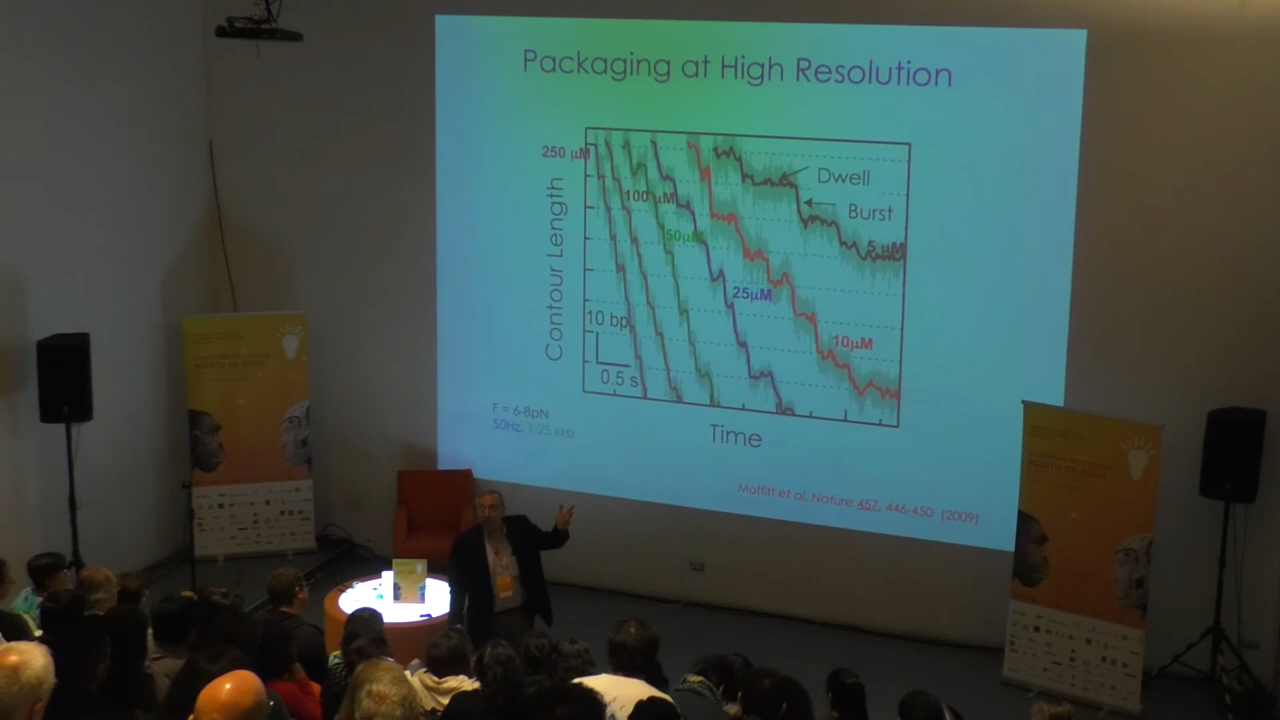 Packaging at High Resolution
250 μM
100 μM
50μM
25μM
10μM
5 μM
Dwell
Burst
Contour Length
10 bp
0.5 s
Time
F = 6-8pN
50Hz, 1.25 kHz
Moffitt et al. Nature 457, 446-450 (2009)